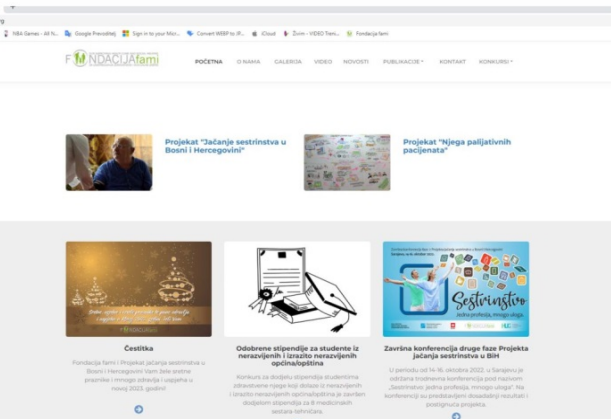 NBA Games - All N...
Google Prevoditelj
Sign in to your Micr...
Convert WEBP to JP...
iCloud
Živim - VIDEO Tran...
Fondacija fami
FONDACIJAfami
POČETNA
O NAMA
GALERIJA
VIDEO
NOVOSTI
PUBLIKACIJE
KONTAKT
KONKURSI
Projekat "Jačanje sestrinstva u
Bosni i Hercegovini"
Projekat "Njega palijativnih
pacijenata"
Čestitka
Fondacija fami i Projekat jačanja sestrinstva u
Bosni i Hercegovini Vam žele sretne
praznike i mnogo zdravlja i uspjeha u
novoj 2023. godini!
Odobrene stipendije za studente iz
nerazvijenih i izrazito nerazvijenih
općina/opština
Konkurs za dodjelu stipendija studentima
zdravstvene njege koji dolaze iz nerazvijenih
i izrazito nerazvijenih općina/opština je završen
dodjelom stipendija za 8 medicinskih
sestara-tehničara.
Sestrinstvo
Jedna profesija, mnogo uloga.
Završna konferencija druge faze Projekta
jačanja sestrinstva u BiH
U periodu od 14-16. oktobra 2022. u Sarajevu je
održana trodnevna konferencija pod nazivom
„Sestrinstvo: jedna profesija, mnogo uloga". Na
konferenciji su predstavljeni dosadašnji rezultati i
postignuća projekta.